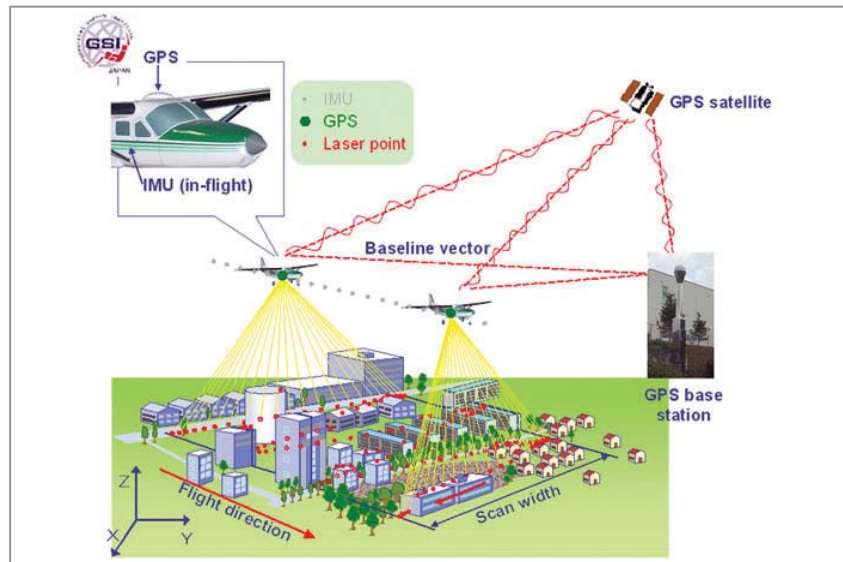 GSI
JAPAN
GPS
IMU (in-flight)
IMU
GPS
Laser point
GPS satellite
Baseline vector
GPS base
station
Flight direction
Scan width
Z
X
Y